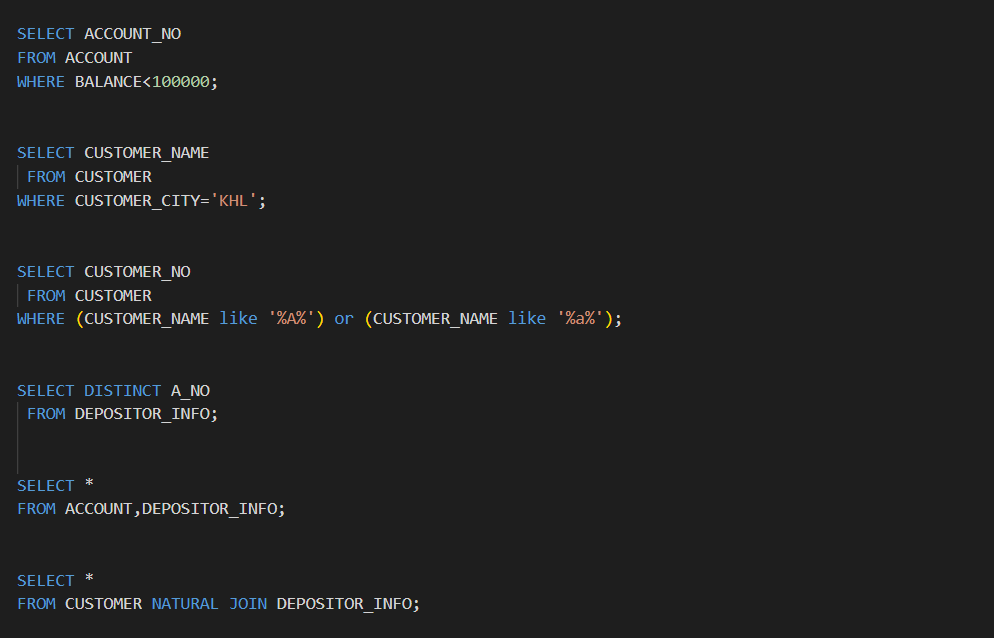 SELECT ACCOUNT_NO
FROM ACCOUNT
WHERE BALANCE<100000;
SELECT CUSTOMER_NAME
FROM CUSTOMER
WHERE CUSTOMER_CITY='KHL';
SELECT CUSTOMER_NO
FROM CUSTOMER
WHERE (CUSTOMER_NAME like '%A%') or (CUSTOMER_NAME like '%a%');
SELECT DISTINCT A_NO
FROM DEPOSITOR_INFO;
SELECT *
FROM ACCOUNT,DEPOSITOR_INFO;
SELECT *
FROM CUSTOMER NATURAL JOIN DEPOSITOR_INFO;